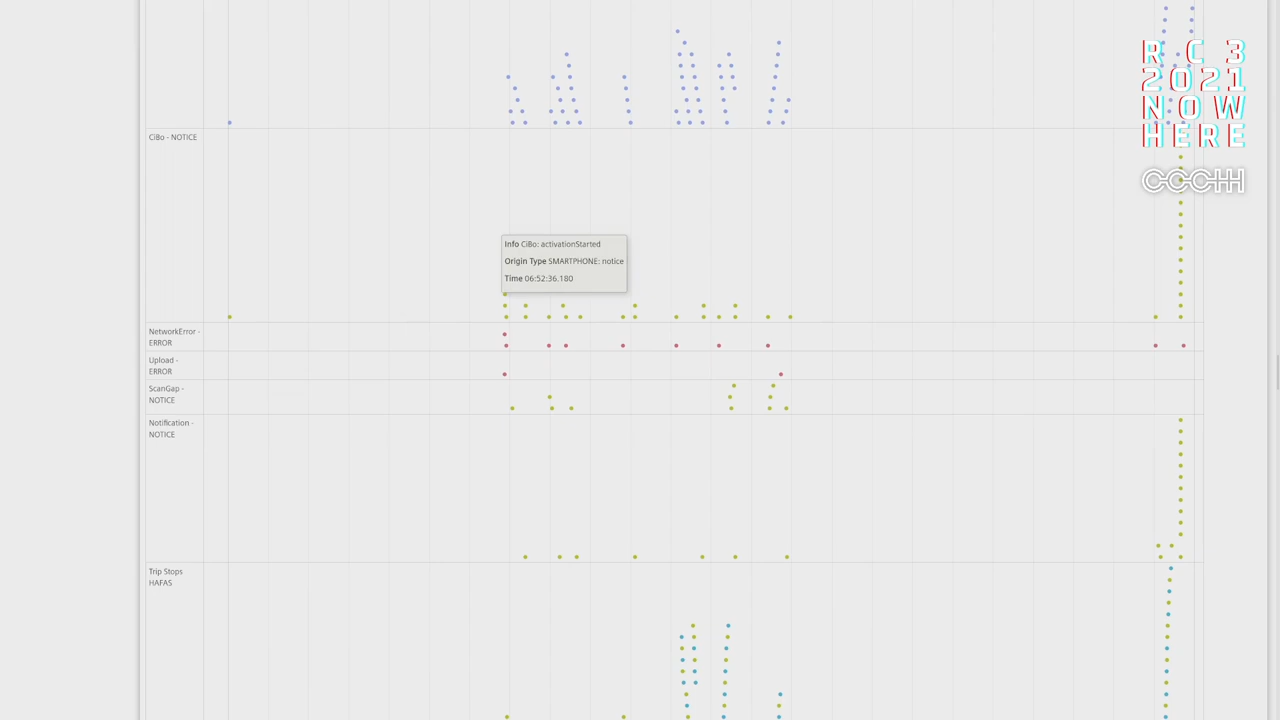 R C 3
2021
NOW
HERE
CiBo - NOTICE
CCCHH
Info CiBo: activationStarted
Origin Type SMARTPHONE: notice
Time 06:52:36.180
NetworkError -
ERROR
Upload -
ERROR
ScanGap -
NOTICE
Notification -
NOTICE
Trip Stops
HAFAS